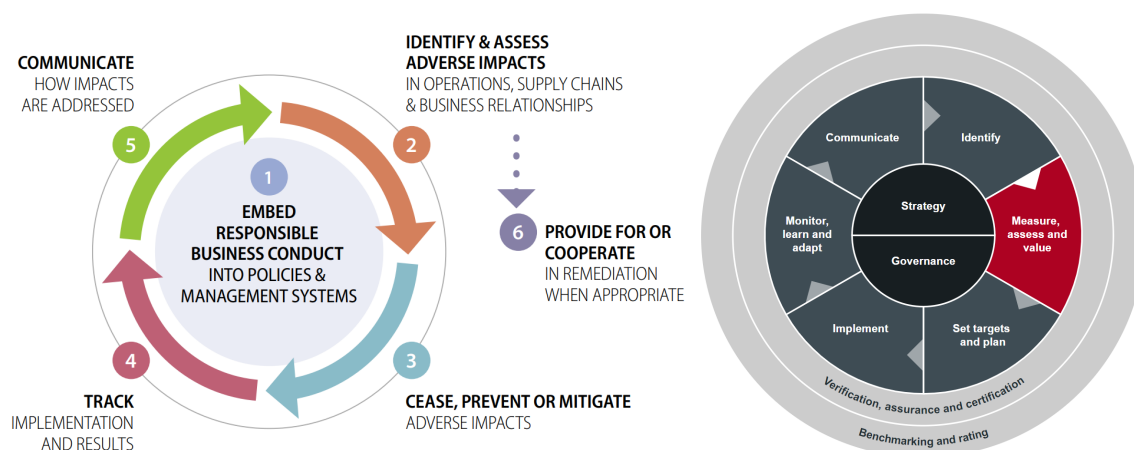 COMMUNICATE
HOW IMPACTS
ARE ADDRESSED
5
IDENTIFY & ASSESS
ADVERSE IMPACTS
IN OPERATIONS, SUPPLY CHAINS
& BUSINESS RELATIONSHIPS
2
1
EMBED
RESPONSIBLE
BUSINESS CONDUCT
INTO POLICIES &
MANAGEMENT SYSTEMS
6
PROVIDE FOR OR
COOPERATE
IN REMEDIATION
WHEN APPROPRIATE
4
TRACK
IMPLEMENTATION
AND RESULTS
3
CEASE, PREVENT OR MITIGATE
ADVERSE IMPACTS
Communicate
Identify
Strategy
Governance
Monitor,
learn and
adapt
Measure,
assess and
value
Implement
Set targets
and plan
Verification, assurance and certification
Benchmarking and rating